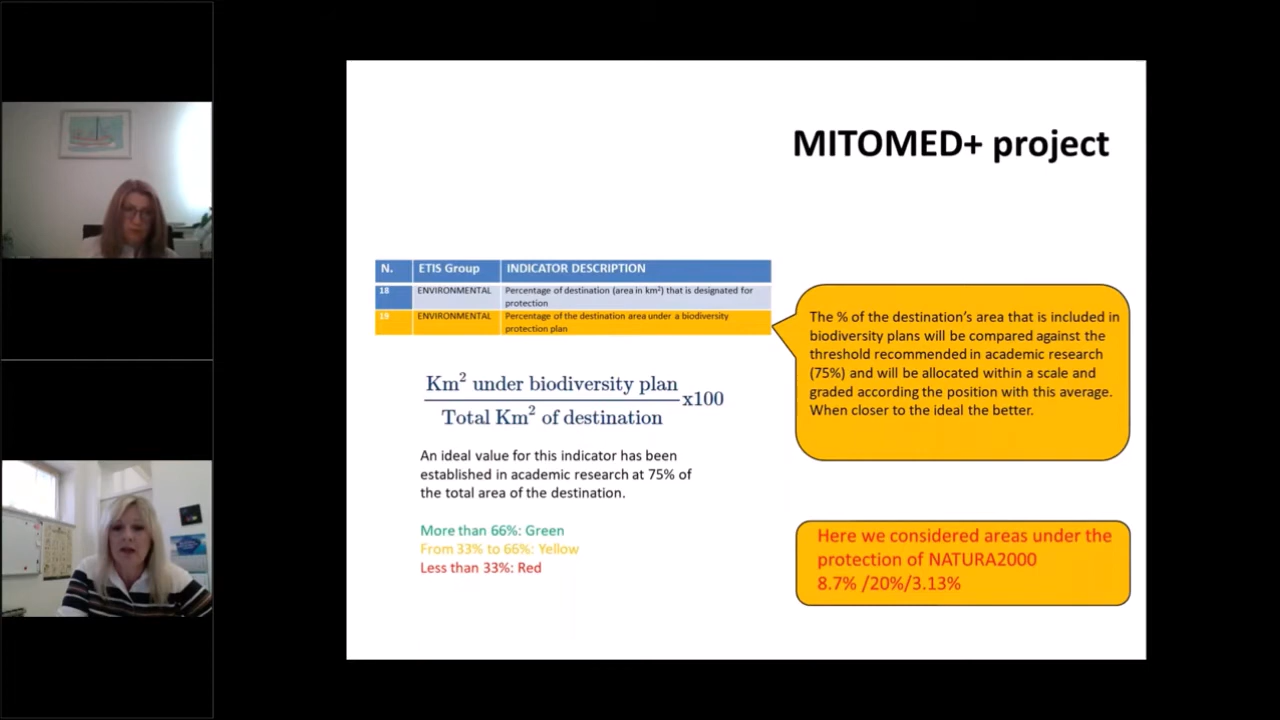 MITOMED+ project
N. ETIS Group INDICATOR DESCRIPTION
18 ENVIRONMENTAL Percentage of destination (area in km²) that is designated for
protection
19 ENVIRONMENTAL Percentage of the destination area under a biodiversity
protection plan
The % of the destination's area that is included in
biodiversity plans will be compared against the
threshold recommended in academic research
(75%) and will be allocated within a scale and
graded according the position with this average.
When closer to the ideal the better.
Km² under biodiversity plan
Total Km² of destination
x100
An ideal value for this indicator has been
established in academic research at 75% of
the total area of the destination.
More than 66%: Green
From 33% to 66%: Yellow
Less than 33%: Red
Here we considered areas under the
protection of NATURA2000
8.7% /20%/3.13%